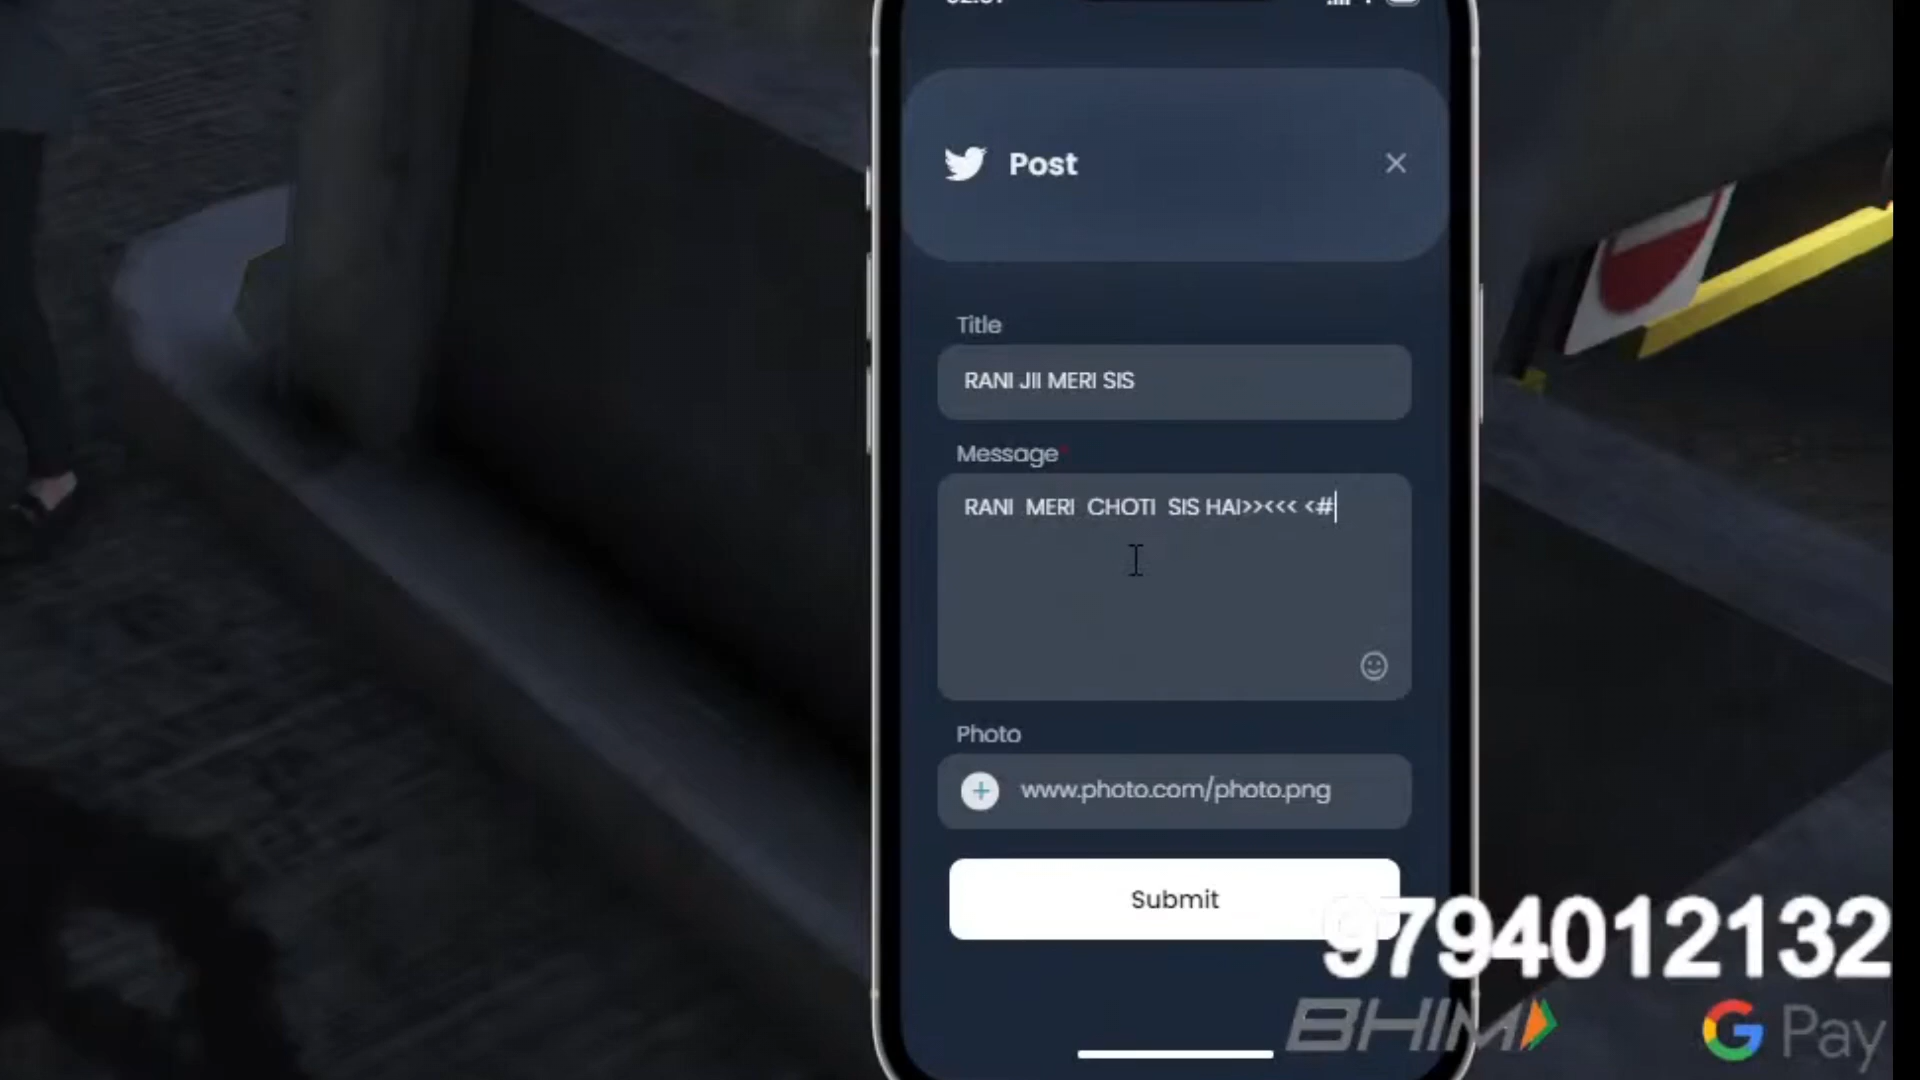 Post
Title
RANI JII MERI SIS
Message*
RANI MERI CHOTI SIS HAI>><<< <#
Photo
www.photo.com/photo.png
Submit
9794012132
BHIM
G Pay